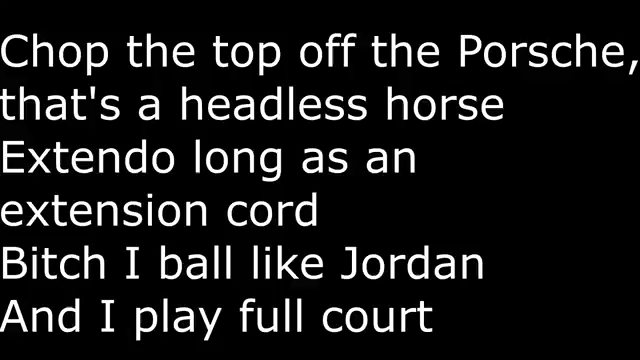 Chop the top off the Porsche,
that's a headless horse
Extendo long as an
extension cord
Bitch I ball like Jordan
And I play full court